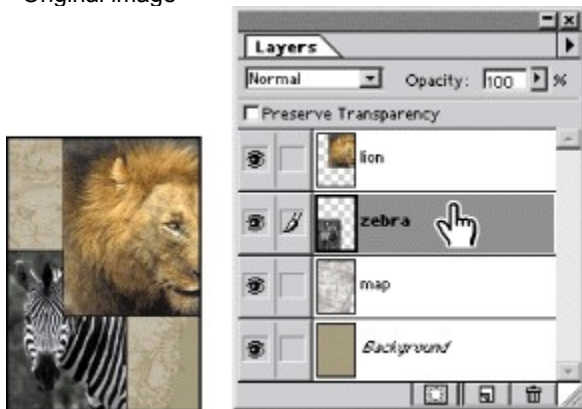 Original image
Layers
Normal Opacity: 100 %
Preserve Transparency
lion
zebra
map
Background